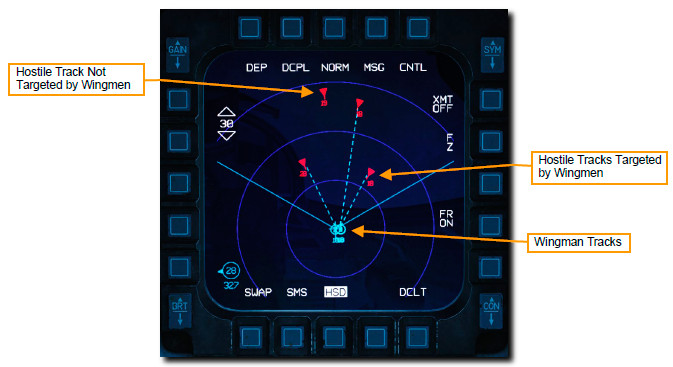 Hostile Track Not
Targeted by Wingmen
GAIN
SYM
DEP DCPL NORM MSG CNTL
30
XMT
OFF
F
Z
Hostile Tracks Targeted
by Wingmen
FR
ON
Wingman Tracks
20
327
SWAP SMS HSD DCLT
BRT
CON